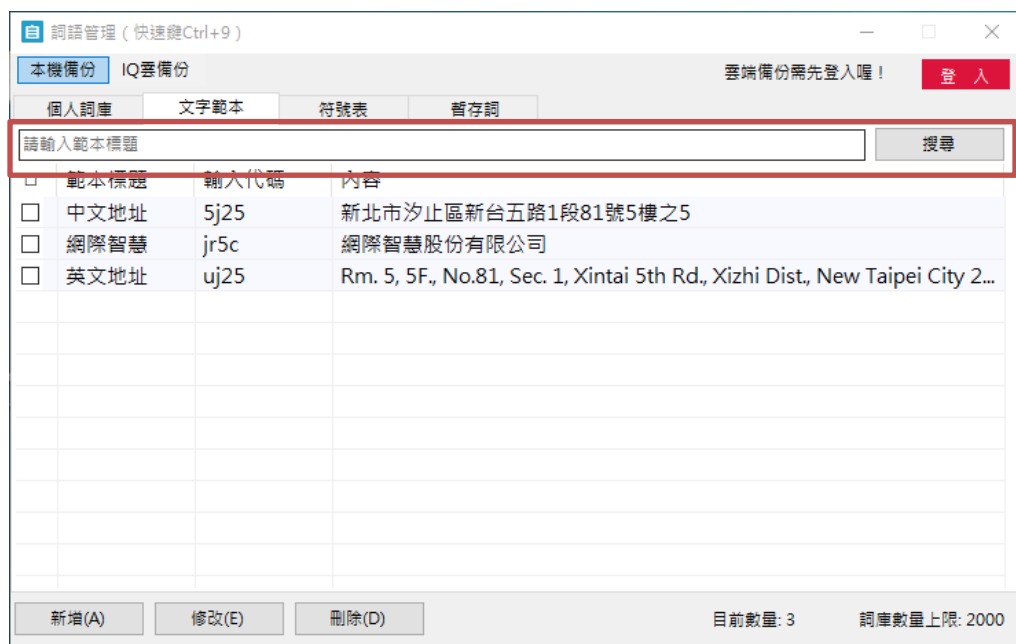 自 詞語管理（快速鍵Ctrl+9）
本機備份 IQ雲備份 雲端備份需先登入喔！ 登 入
個人詞庫 文字範本 符號表 暫存詞
請輸入範本標題 搜尋
範本標題 輸入代碼 內容
中文地址 5j25 新北市汐止區新台五路1段81號5樓之5
網際智慧 jr5c 網際智慧股份有限公司
英文地址 uj25 Rm. 5, 5F., No.81, Sec. 1, Xintai 5th Rd., Xizhi Dist., New Taipei City 2...
新增(A) 修改(E) 刪除(D) 目前數量: 3 詞庫數量上限: 2000